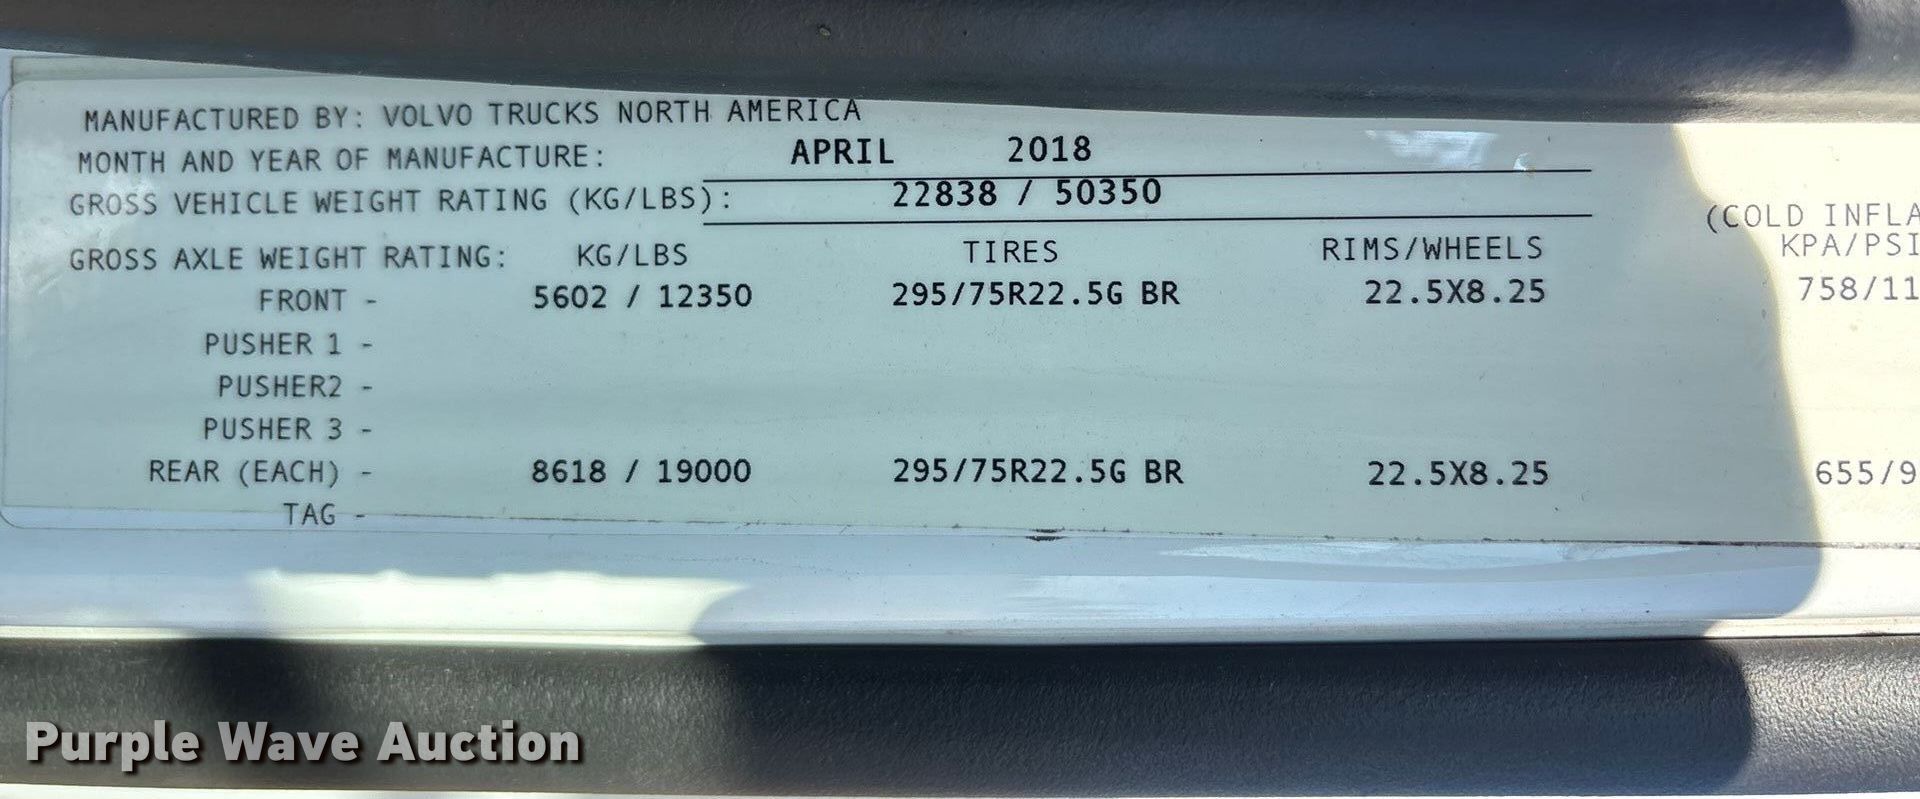 MANUFACTURED BY: VOLVO TRUCKS NORTH AMERICA
MONTH AND YEAR OF MANUFACTURE: APRIL 2018
GROSS VEHICLE WEIGHT RATING (KG/LBS): 22838 / 50350
(COLD INFLA
GROSS AXLE WEIGHT RATING: KG/LBS TIRES RIMS/WHEELS KPA/PSI
FRONT - 5602 / 12350 295/75R22.5G BR 22.5X8.25 758/11
PUSHER 1 -
PUSHER2 -
PUSHER 3 -
REAR (EACH) - 8618 / 19000 295/75R22.5G BR 22.5X8.25 655/9
TAG -
Purple Wave Auction